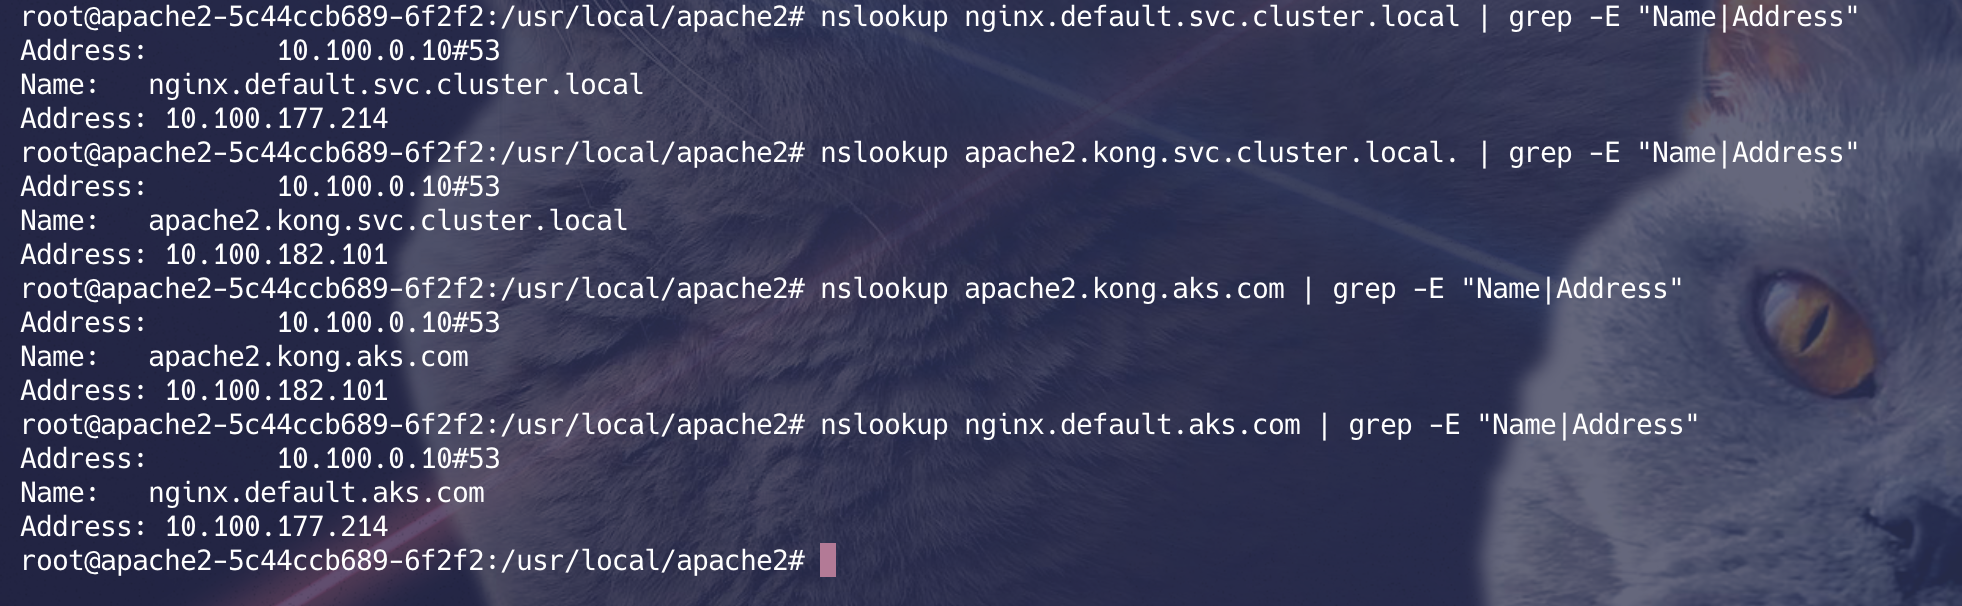 root@apache2-5c44ccb689-6f2f2:/usr/local/apache2# nslookup nginx.default.svc.cluster.local | grep -E "Name|Address"
Address:        10.100.0.10#53
Name:   nginx.default.svc.cluster.local
Address: 10.100.177.214
root@apache2-5c44ccb689-6f2f2:/usr/local/apache2# nslookup apache2.kong.svc.cluster.local. | grep -E "Name|Address"
Address:        10.100.0.10#53
Name:   apache2.kong.svc.cluster.local
Address: 10.100.182.101
root@apache2-5c44ccb689-6f2f2:/usr/local/apache2# nslookup apache2.kong.aks.com | grep -E "Name|Address"
Address:        10.100.0.10#53
Name:   apache2.kong.aks.com
Address: 10.100.182.101
root@apache2-5c44ccb689-6f2f2:/usr/local/apache2# nslookup nginx.default.aks.com | grep -E "Name|Address"
Address:        10.100.0.10#53
Name:   nginx.default.aks.com
Address: 10.100.177.214
root@apache2-5c44ccb689-6f2f2:/usr/local/apache2#